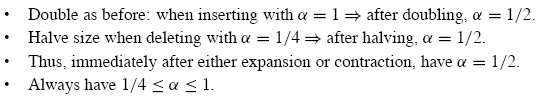 • Double as before: when inserting with α = 1 ⇒ after doubling, α = 1/2.
• Halve size when deleting with α = 1/4 ⇒ after halving, α = 1/2.
• Thus, immediately after either expansion or contraction, have α = 1/2.
• Always have 1/4 ≤ α ≤ 1.